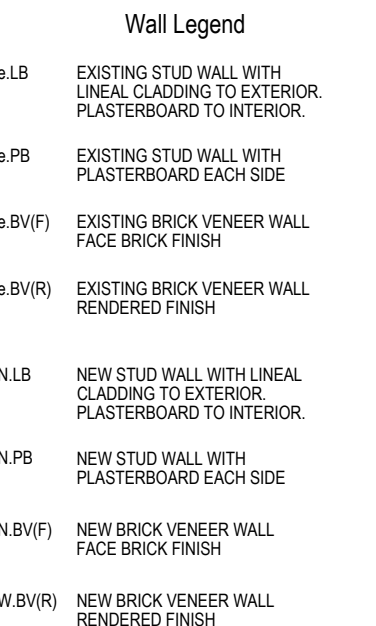 Wall Legend
e.LB EXISTING STUD WALL WITH
LINEAL CLADDING TO EXTERIOR.
PLASTERBOARD TO INTERIOR.
e.PB EXISTING STUD WALL WITH
PLASTERBOARD EACH SIDE
e.BV(F) EXISTING BRICK VENEER WALL
FACE BRICK FINISH
e.BV(R) EXISTING BRICK VENEER WALL
RENDERED FINISH
N.LB NEW STUD WALL WITH LINEAL
CLADDING TO EXTERIOR.
PLASTERBOARD TO INTERIOR.
N.PB NEW STUD WALL WITH
PLASTERBOARD EACH SIDE
N.BV(F) NEW BRICK VENEER WALL
FACE BRICK FINISH
W.BV(R) NEW BRICK VENEER WALL
RENDERED FINISH